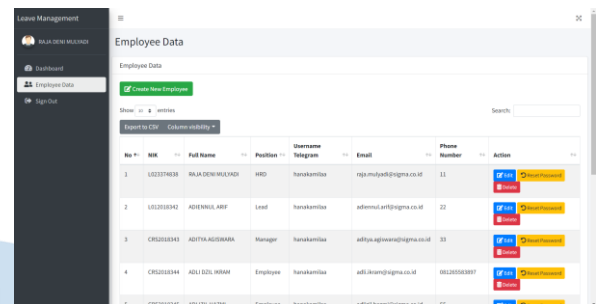 Leave Management
RAJA DENI MULYADI
Dashboard
Employee Data
Sign Out
Employee Data
Employee Data
Create New Employee
Show 10 entries
Search:
Export to CSV Column visibility
No NIK Full Name Position Username Telegram Email Phone Number Action
1 L023374838 RAJA DENI MULYADI HRD hanakamilaa raja.mulyadi@sigma.co.id 11 Edit Reset Password Delete
2 L012018342 ADIENNUL ARIF Lead hanakamilaa adiennul.arif@sigma.co.id 22 Edit Reset Password Delete
3 CRS2018343 ADITYA AGISWARA Manager hanakamilaa aditya.agiswara@sigma.co.id 33 Edit Reset Password Delete
4 CRS2018344 ADLI DZIL IKRAM Employee hanakamilaa adli.ikram@sigma.co.id 081265583897 Edit Reset Password Delete